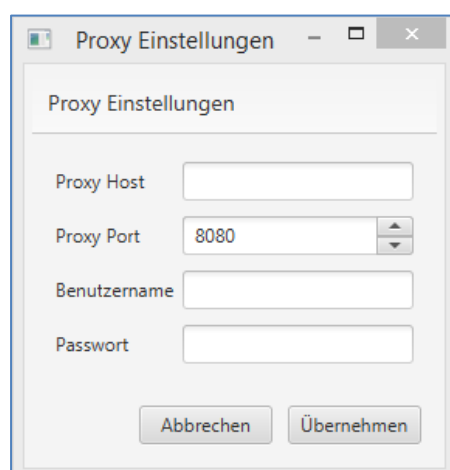 Proxy Einstellungen
Proxy Einstellungen
Proxy Host
Proxy Port 8080
Benutzername
Passwort
Abbrechen Übernehmen